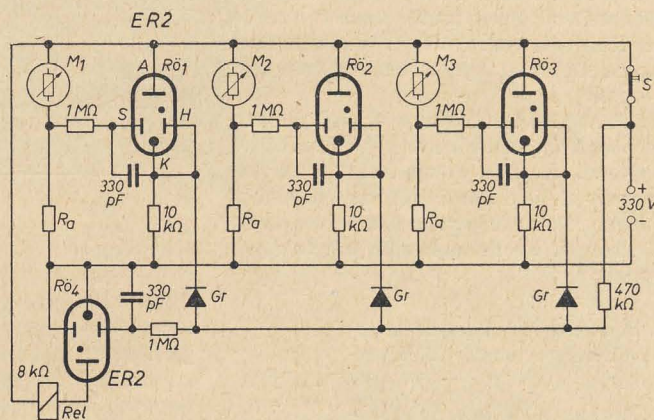 ER2
M1
A
Rö1
M2
Rö2
M3
Rö3
S
1MΩ
S
H
1MΩ
1MΩ
K
330
pF
330
pF
330
pF
+
330 V
−
Ra
10
kΩ
Ra
10
kΩ
Ra
10
kΩ
Rö4
330
pF
Gr
Gr
Gr
470
kΩ
1MΩ
8 kΩ
ER2
Rel